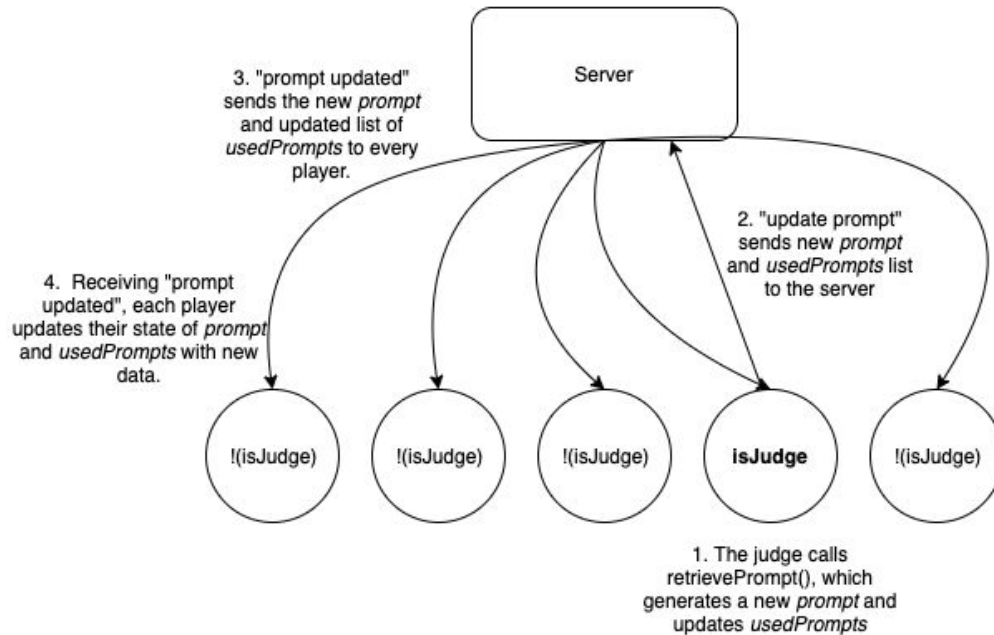 Server
3. "prompt updated"
sends the new prompt
and updated list of
usedPrompts to every
player.
2. "update prompt"
sends new prompt
and usedPrompts list
to the server
4.  Receiving "prompt
updated", each player
updates their state of prompt
and usedPrompts with new
data.
!(isJudge)
!(isJudge)
!(isJudge)
isJudge
!(isJudge)
1. The judge calls
retrievePrompt(), which
generates a new prompt and
updates usedPrompts